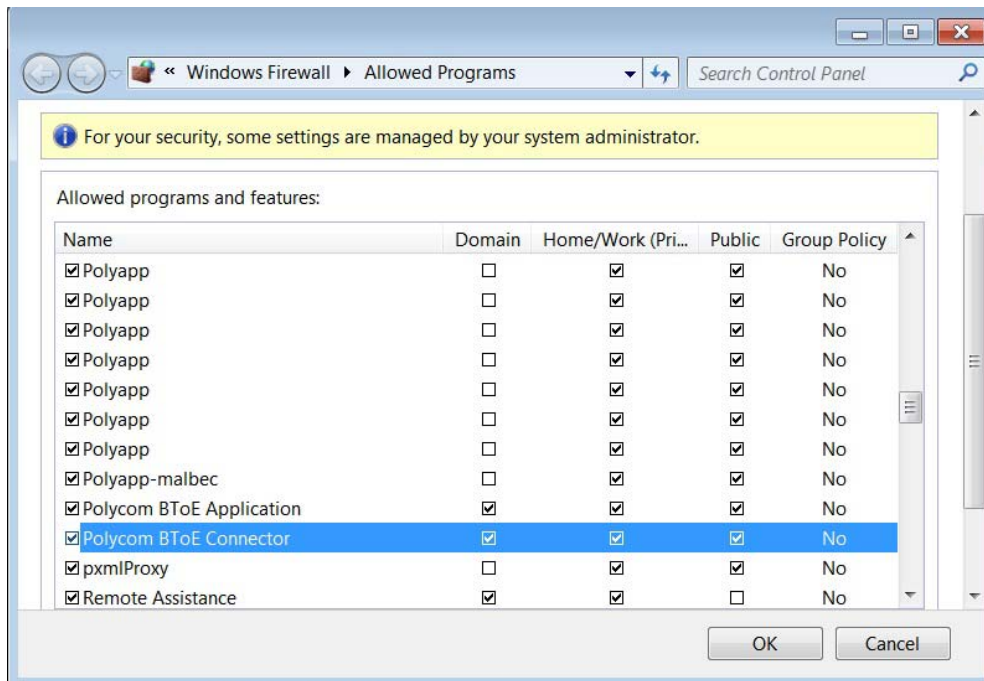 « Windows Firewall ▸ Allowed Programs Search Control Panel
For your security, some settings are managed by your system administrator.
Allowed programs and features:
Name Domain Home/Work (Pri... Public Group Policy
Polyapp No
Polyapp No
Polyapp No
Polyapp No
Polyapp No
Polyapp No
Polyapp No
Polyapp-malbec No
Polycom BToE Application No
Polycom BToE Connector No
pxmlProxy No
Remote Assistance No
OK Cancel